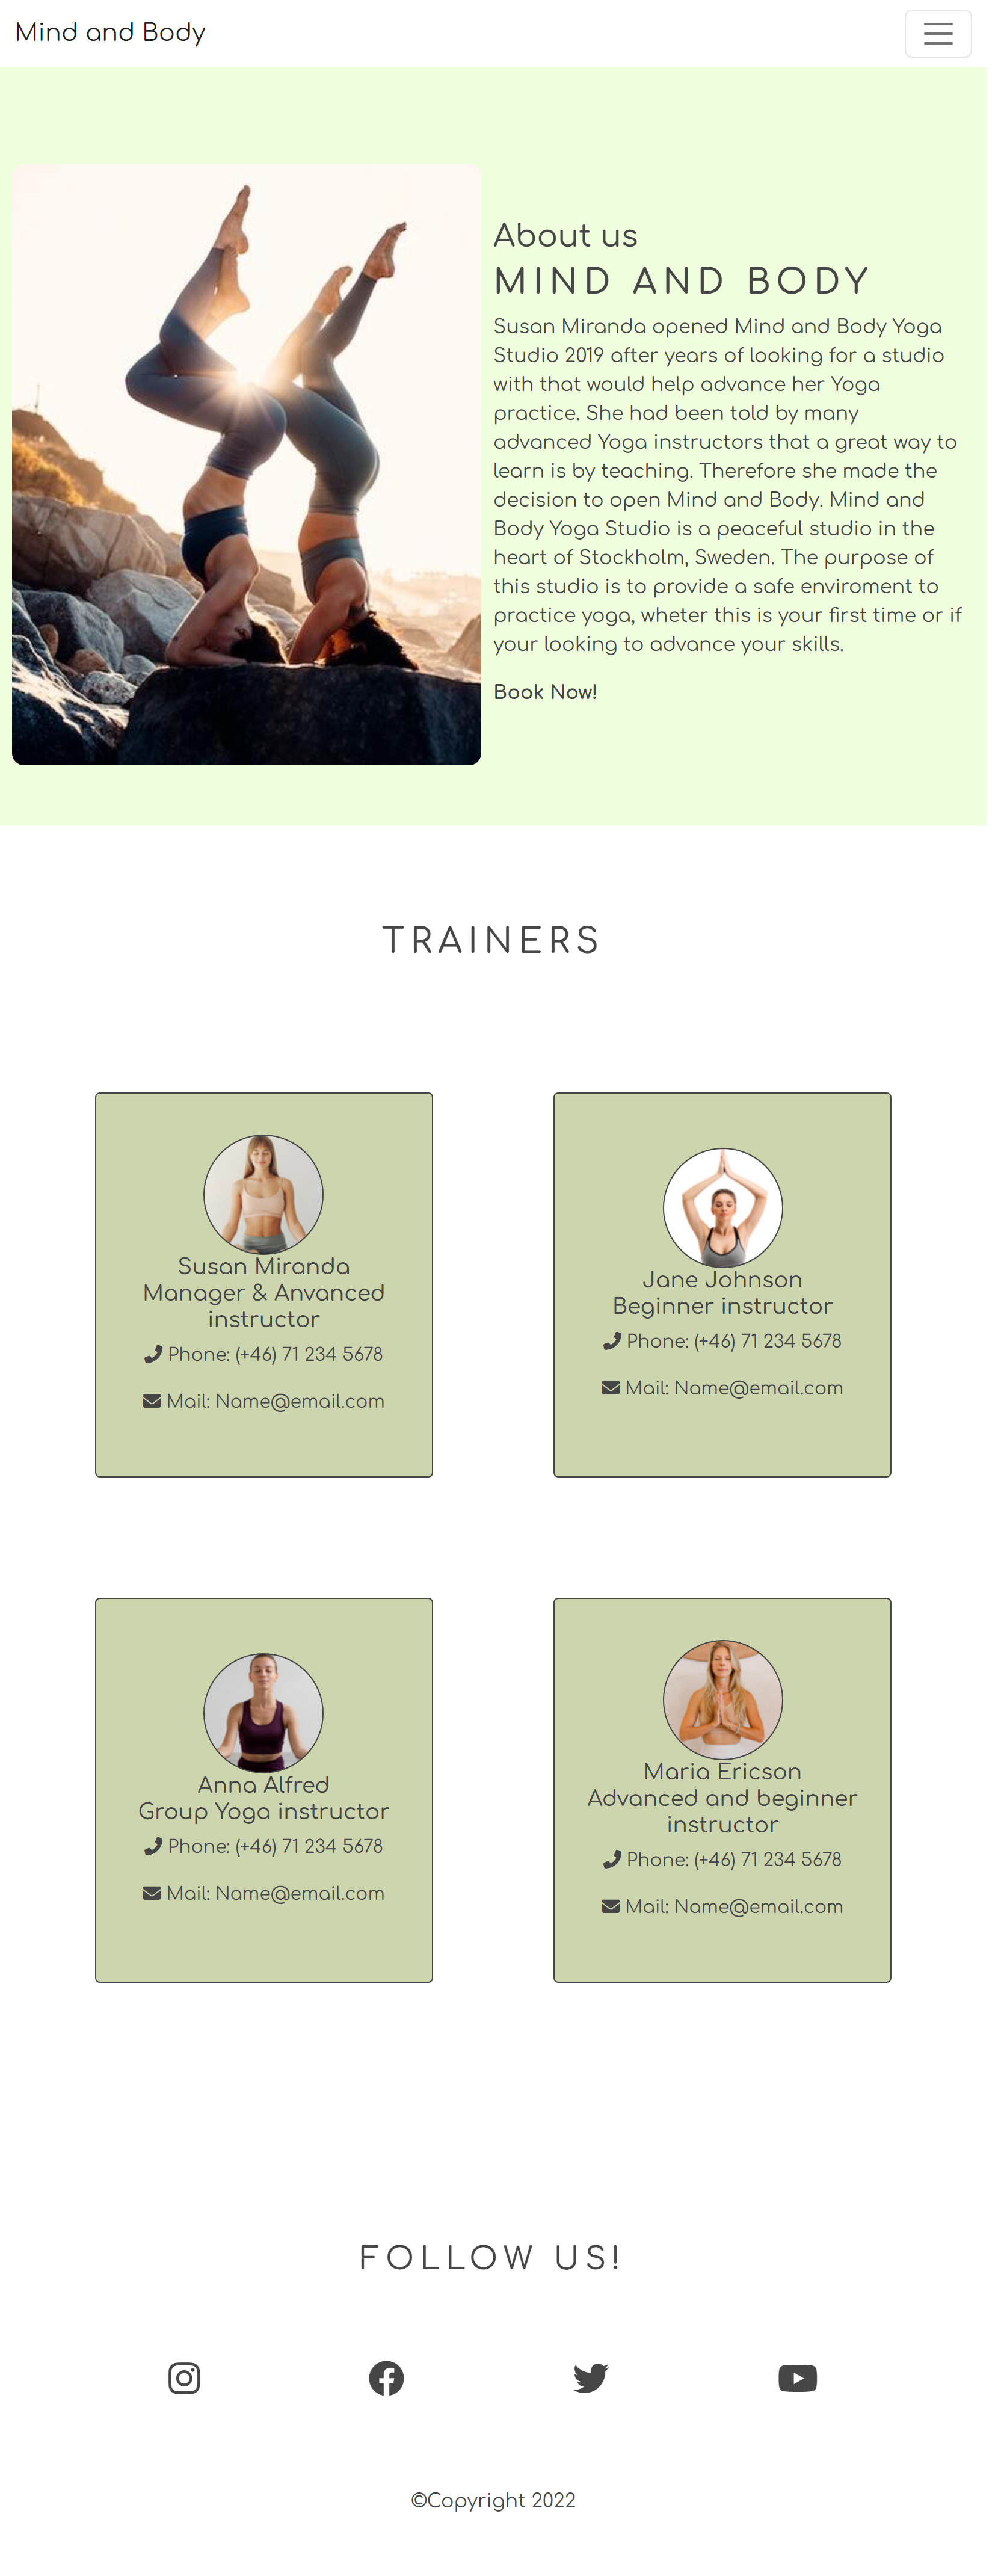 Mind and Body
About us
MIND AND BODY
Susan Miranda opened Mind and Body Yoga
Studio 2019 after years of looking for a studio
with that would help advance her Yoga
practice. She had been told by many
advanced Yoga instructors that a great way to
learn is by teaching. Therefore she made the
decision to open Mind and Body. Mind and
Body Yoga Studio is a peaceful studio in the
heart of Stockholm, Sweden. The purpose of
this studio is to provide a safe enviroment to
practice yoga, wheter this is your first time or if
your looking to advance your skills.
Book Now!
TRAINERS
Susan Miranda
Manager & Anvanced
instructor
Phone: (+46) 71 234 5678
Mail: Name@email.com
Jane Johnson
Beginner instructor
Phone: (+46) 71 234 5678
Mail: Name@email.com
Anna Alfred
Group Yoga instructor
Phone: (+46) 71 234 5678
Mail: Name@email.com
Maria Ericson
Advanced and beginner
instructor
Phone: (+46) 71 234 5678
Mail: Name@email.com
FOLLOW US!
©Copyright 2022